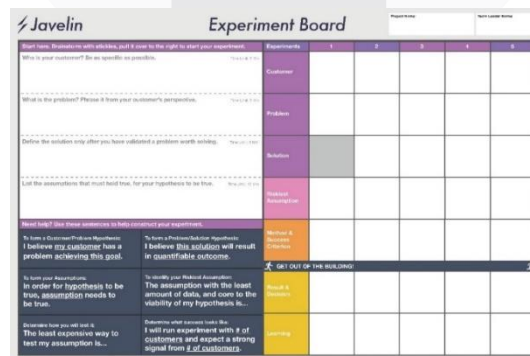 Javelin
Experiment Board
Project Name:
Team Leader Name:
Start here. Brainstorm with stickies, pull it over to the right to start your experiment.
Experiments
1
2
3
4
5
Who is your customer? Be as specific as possible.
Customer
What is the problem? Phrase it from your customer's perspective.
Problem
Define the solution only after you have validated a problem worth solving.
Solution
List the assumptions that must hold true, for your hypothesis to be true.
Riskiest
Assumption
Need help? Use these sentences to help construct your experiment.
To form a Customer/Problem Hypothesis:
I believe my customer has a
problem achieving this goal.
To form a Problem/Solution Hypothesis:
I believe this solution will result
in quantifiable outcome.
Method &
Success
Criterion
GET OUT OF THE BUILDING!
To form your Assumptions:
In order for hypothesis to be
true, assumption needs to
be true.
To identify your Riskiest Assumption:
The assumption with the least
amount of data, and core to the
viability of my hypothesis is...
Result &
Decision
Determine how you will test it:
The least expensive way to
test my assumption is...
Determine what success looks like:
I will run experiment with # of
customers and expect a strong
signal from # of customers.
Learning